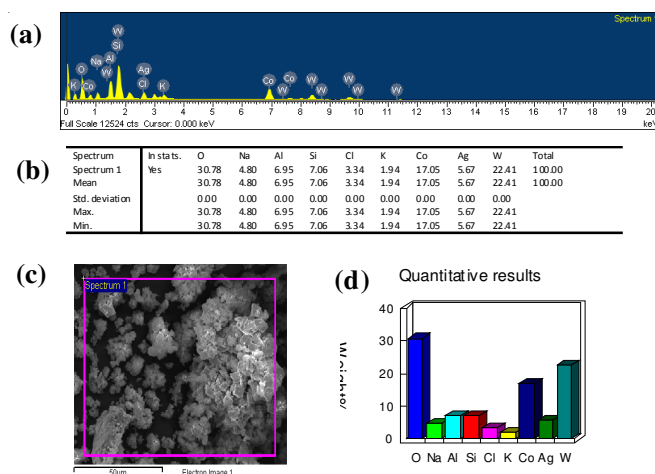 (a)
Spectrum
W
Si
O Na Al W Ag Co Co W W
K Co W Cl K W W W W
0 1 2 3 4 5 6 7 8 9 10 11 12 13 14 15 16 17 18 19 20
Full Scale 12524 cts Cursor: 0.000 keV keV
(b)
Spectrum In stats. O Na Al Si Cl K Co Ag W Total
Spectrum 1 Yes 30.78 4.80 6.95 7.06 3.34 1.94 17.05 5.67 22.41 100.00
Mean 30.78 4.80 6.95 7.06 3.34 1.94 17.05 5.67 22.41 100.00
Std. deviation 0.00 0.00 0.00 0.00 0.00 0.00 0.00 0.00 0.00
Max. 30.78 4.80 6.95 7.06 3.34 1.94 17.05 5.67 22.41
Min. 30.78 4.80 6.95 7.06 3.34 1.94 17.05 5.67 22.41
(c)
Spectrum 1
50µm Electron Image 1
(d)
Quantitative results
Weight%
40
30
20
10
0
O Na Al Si Cl K Co Ag W